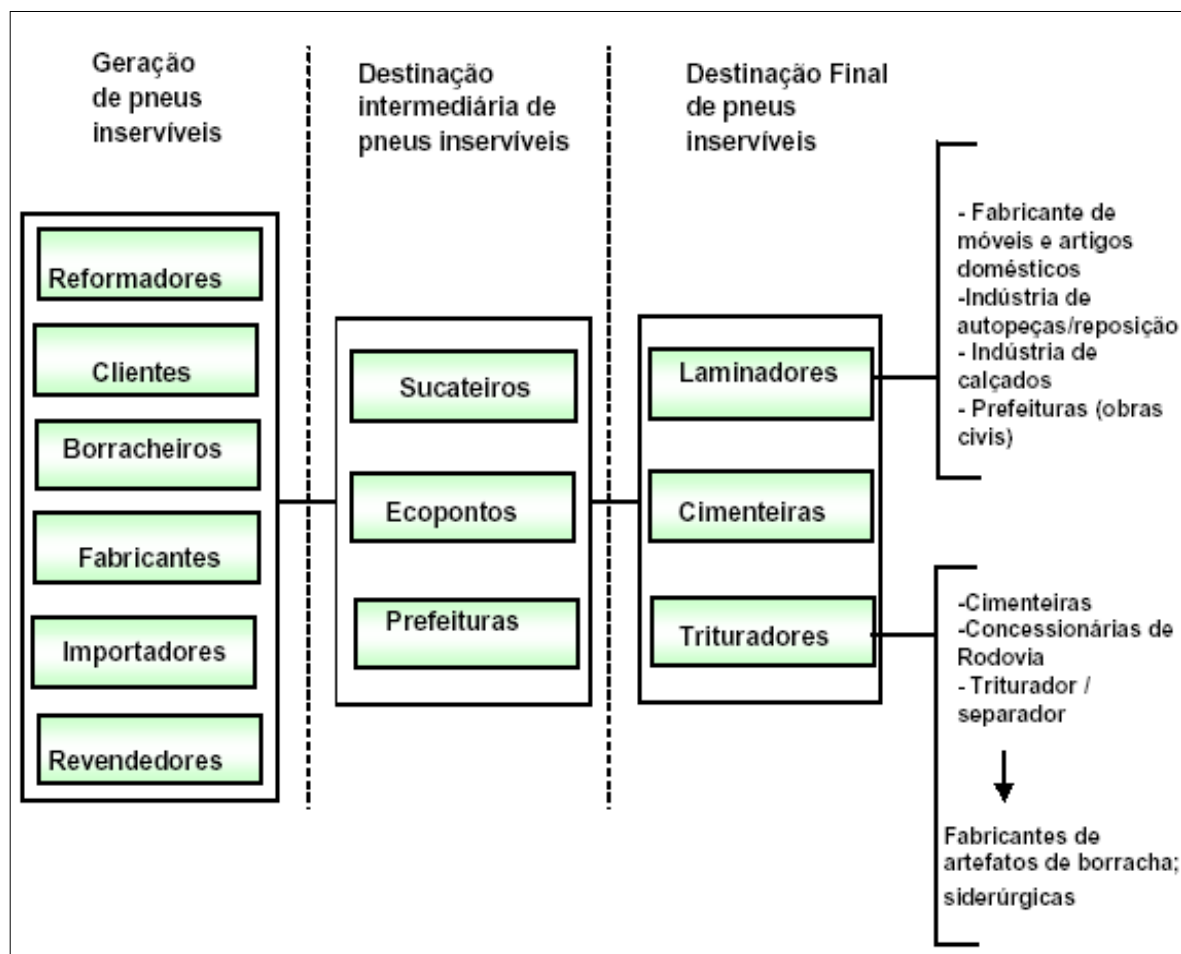 Geração
de pneus
inservíveis
Destinação
intermediária de
pneus inservíveis
Destinação Final
de pneus
inservíveis
Reformadores
Clientes
Borracheiros
Fabricantes
Importadores
Revendedores
Sucateiros
Ecopontos
Prefeituras
Laminadores
Cimenteiras
Trituradores
- Fabricante de
móveis e artigos
domésticos
-Indústria de
autopeças/reposição
- Indústria de
calçados
- Prefeituras (obras
civis)
-Cimenteiras
-Concessionárias de
Rodovia
- Triturador /
separador
Fabricantes de
artefatos de borracha;
siderúrgicas